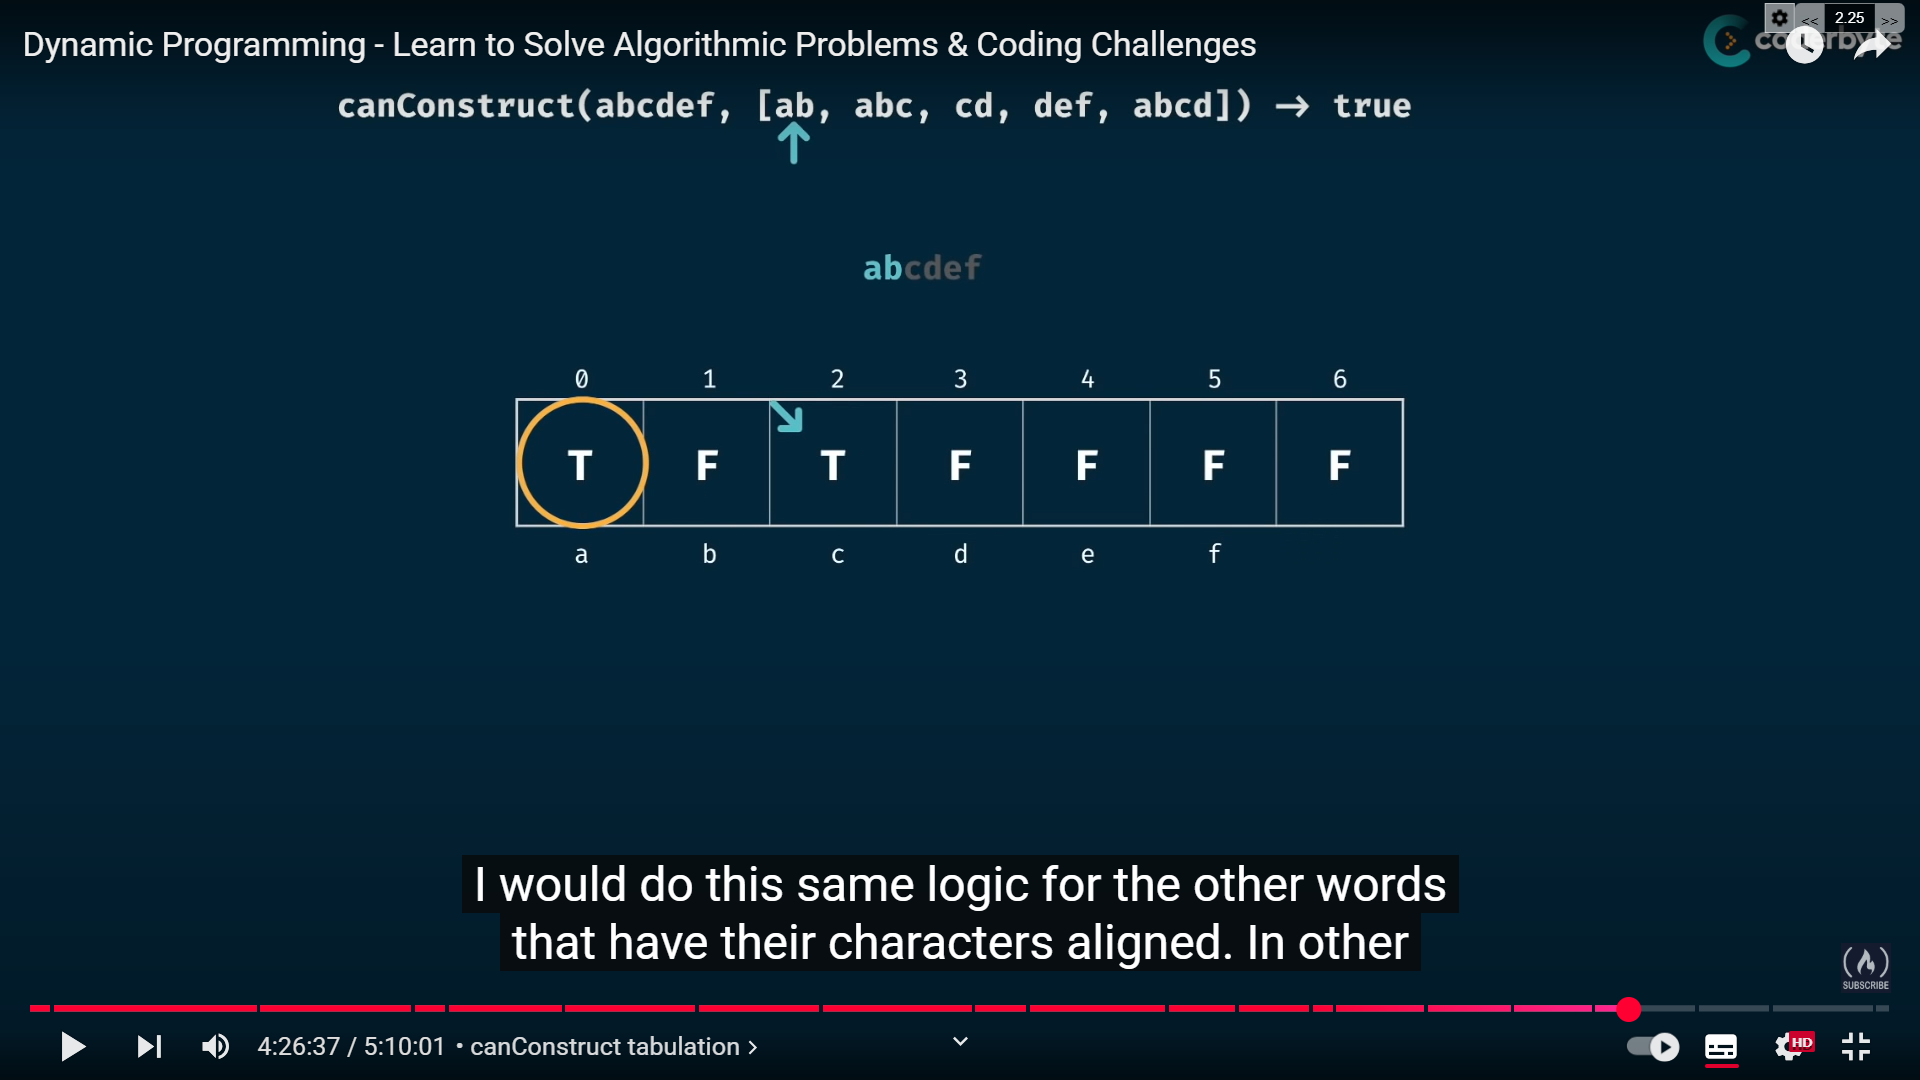 2.25
<< >>
Dynamic Programming - Learn to Solve Algorithmic Problems & Coding Challenges
coderbyte
canConstruct(abcdef, [ab, abc, cd, def, abcd]) → true
abcdef
0 1 2 3 4 5 6
T F T F F F F
a b c d e f
I would do this same logic for the other words
that have their characters aligned. In other
SUBSCRIBE
4:26:37 / 5:10:01 • canConstruct tabulation >
HD